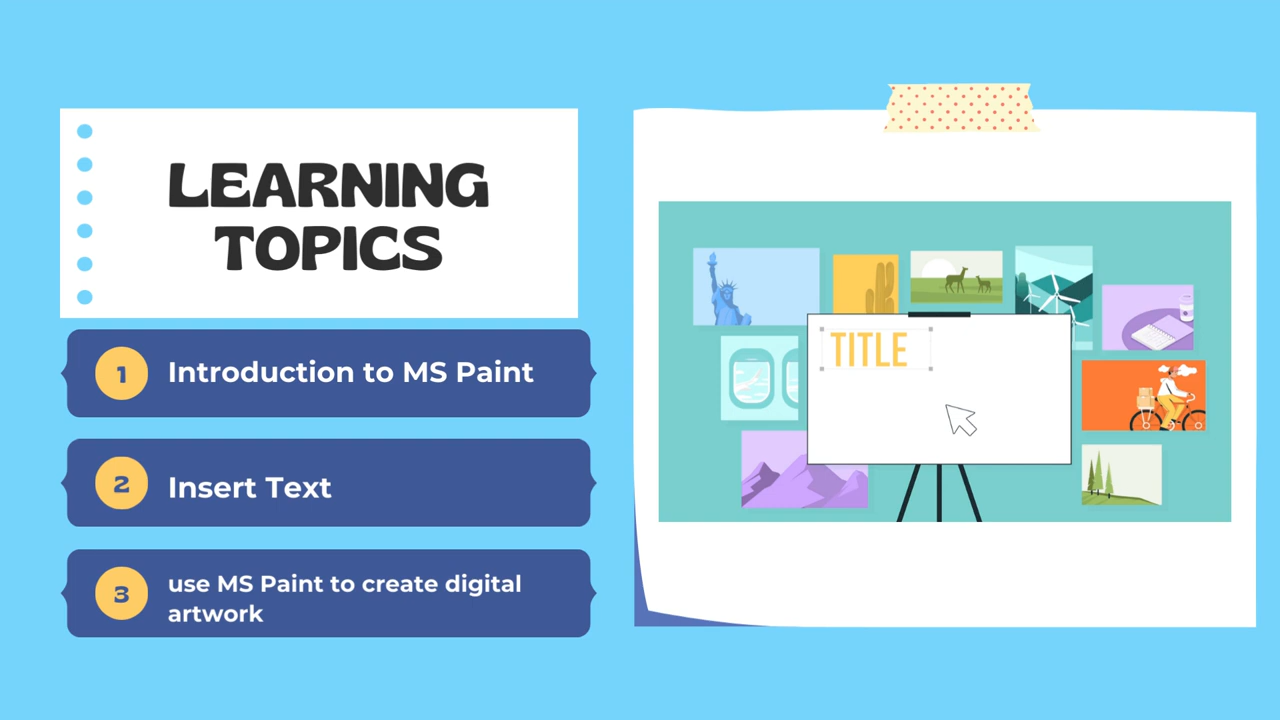 LEARNING
TOPICS
1
Introduction to MS Paint
2
Insert Text
3
use MS Paint to create digital
artwork
TITLE